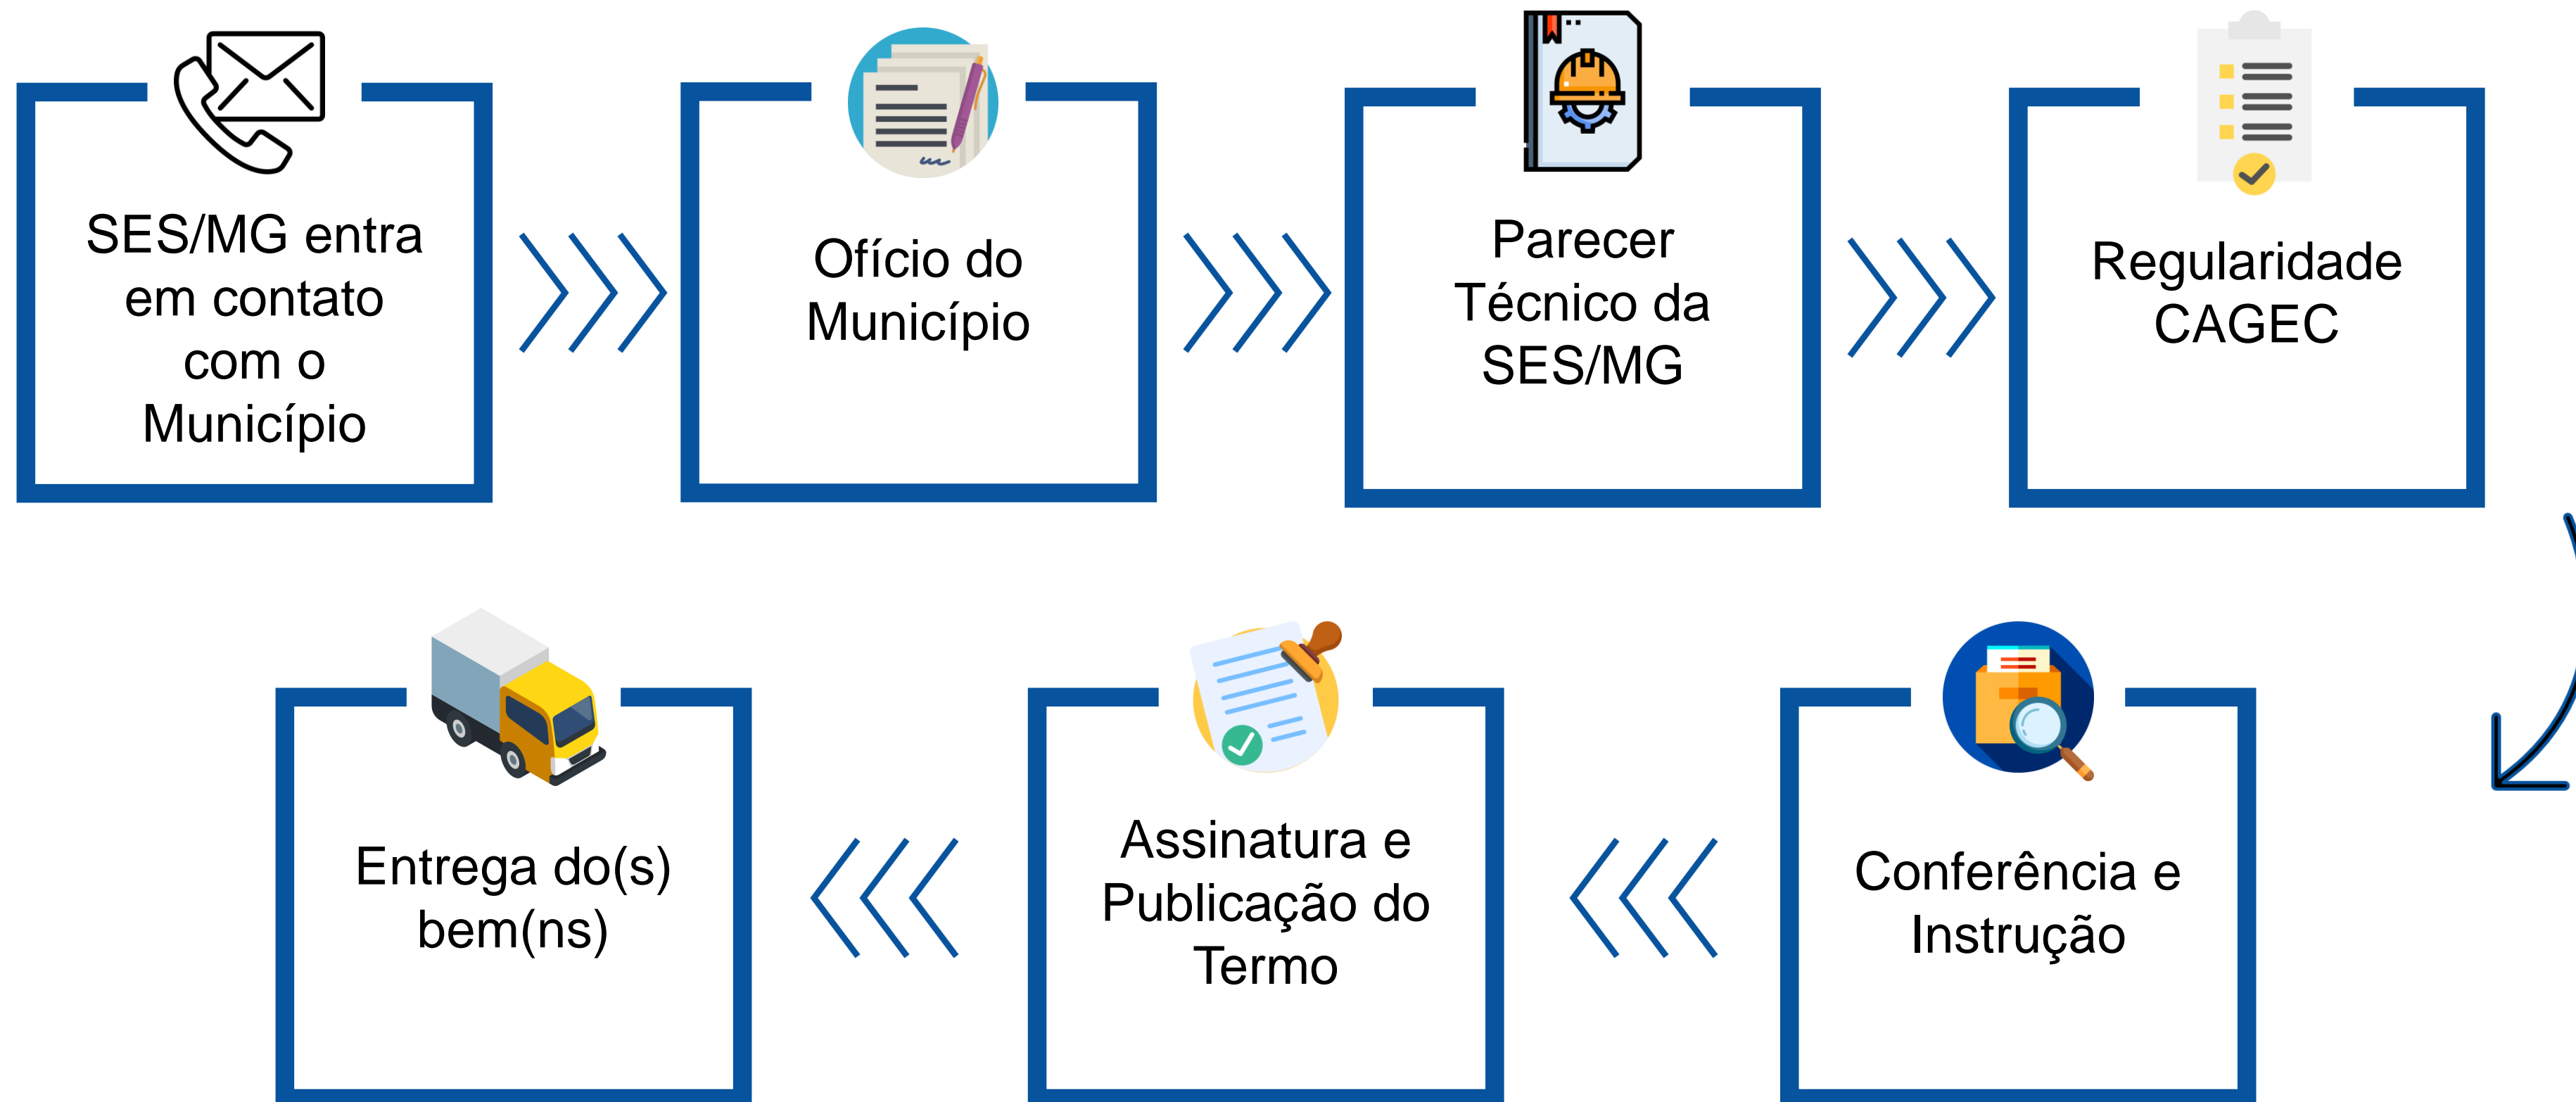 SES/MG entra
em contato
com o
Município
Ofício do
Município
Parecer
Técnico da
SES/MG
Regularidade
CAGEC
Conferência e
Instrução
Assinatura e
Publicação do
Termo
Entrega do(s)
bem(ns)